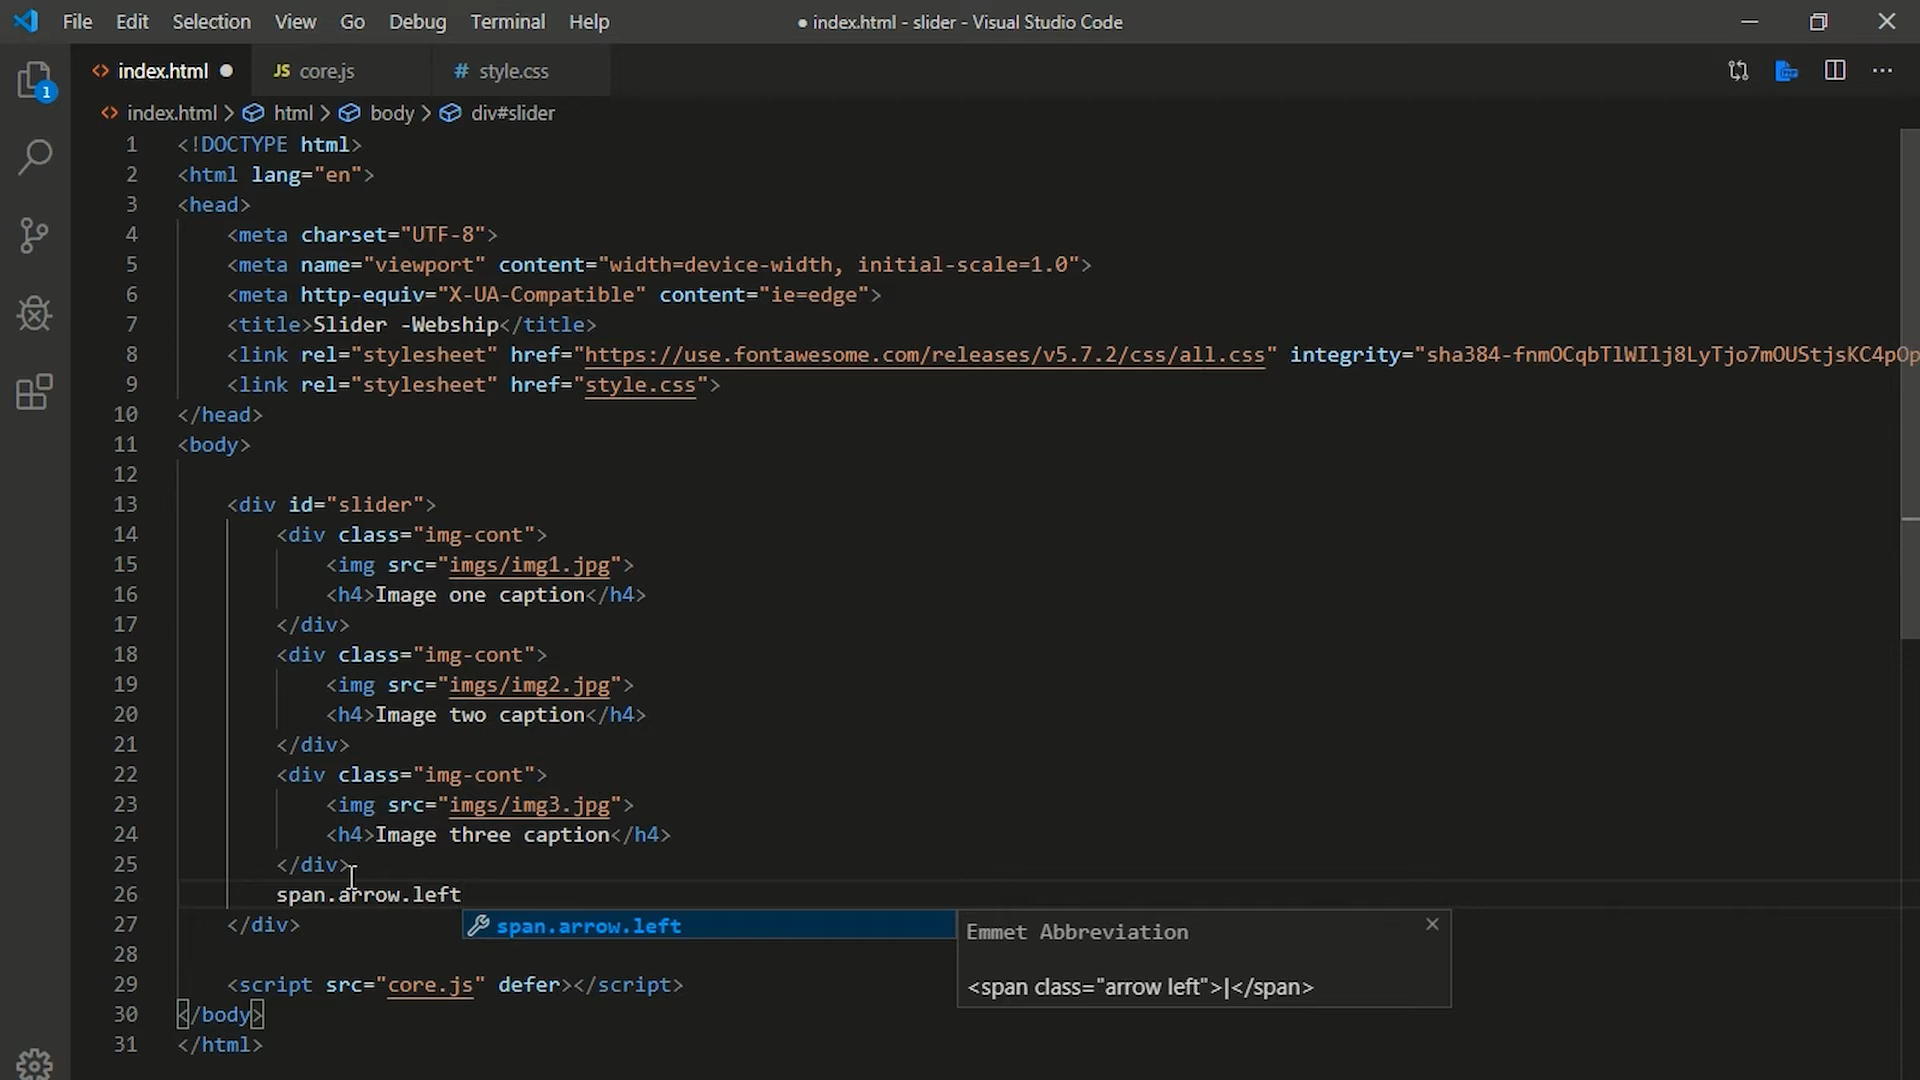 File Edit Selection View Go Debug Terminal Help
● index.html - slider - Visual Studio Code
index.html ●
JS core.js
# style.css
1
index.html > html > body > div#slider
1 <!DOCTYPE html>
2 <html lang="en">
3 <head>
4 <meta charset="UTF-8">
5 <meta name="viewport" content="width=device-width, initial-scale=1.0">
6 <meta http-equiv="X-UA-Compatible" content="ie=edge">
7 <title>Slider -Webship</title>
8 <link rel="stylesheet" href="https://use.fontawesome.com/releases/v5.7.2/css/all.css" integrity="sha384-fnmOCqbTlWIlj8LyTjo7mOUStjsKC4pOp
9 <link rel="stylesheet" href="style.css">
10 </head>
11 <body>
12
13 <div id="slider">
14 <div class="img-cont">
15 <img src="imgs/img1.jpg">
16 <h4>Image one caption</h4>
17 </div>
18 <div class="img-cont">
19 <img src="imgs/img2.jpg">
20 <h4>Image two caption</h4>
21 </div>
22 <div class="img-cont">
23 <img src="imgs/img3.jpg">
24 <h4>Image three caption</h4>
25 </div>
26 span.arrow.left
27 </div>
span.arrow.left
Emmet Abbreviation
<span class="arrow left">|</span>
28
29 <script src="core.js" defer></script>
30 </body>
31 </html>